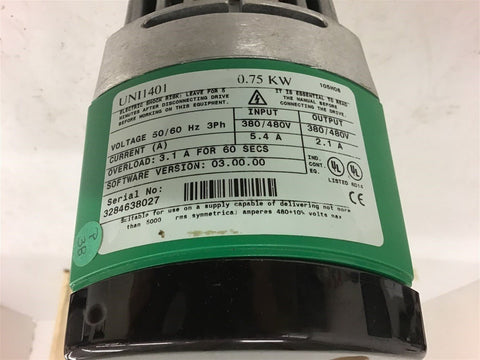 UNI1401 0.75 KW 10SN08
ELECTRIC SHOCK RISK: LEAVE FOR
MINUTES AFTER DISCONNECTING DRIVE
BEFORE WORKING ON THIS EQUIPMENT.
IT IS ESSENTIAL TO READ
THE MANUAL BEFORE
CONNECTING THE DRIVE.
INPUT OUTPUT
VOLTAGE 50/60 Hz 3Ph 380/480V 380/480V
CURRENT (A) 5.4 A 2.1 A
OVERLOAD: 3.1 A FOR 60 SECS
SOFTWARE VERSION: 03.00.00
IND. CONT. EQ.
UL
LISTED
CE
Serial No:
3284638027
Suitable for use on a supply capable of delivering not more
than 5000 rms symmetrical amperes 480+10% volts max
P 3B